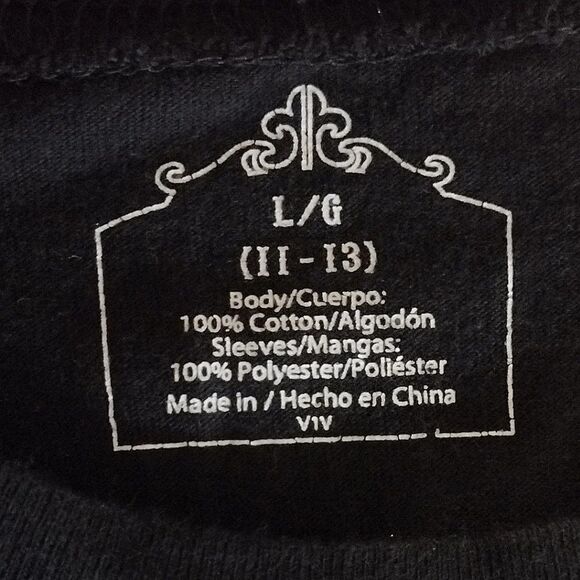 L/G
(11-13)
Body/Cuerpo:
100% Cotton/Algodón
Sleeves/Mangas:
100% Polyester/Poliéster
Made in / Hecho en China
V1V